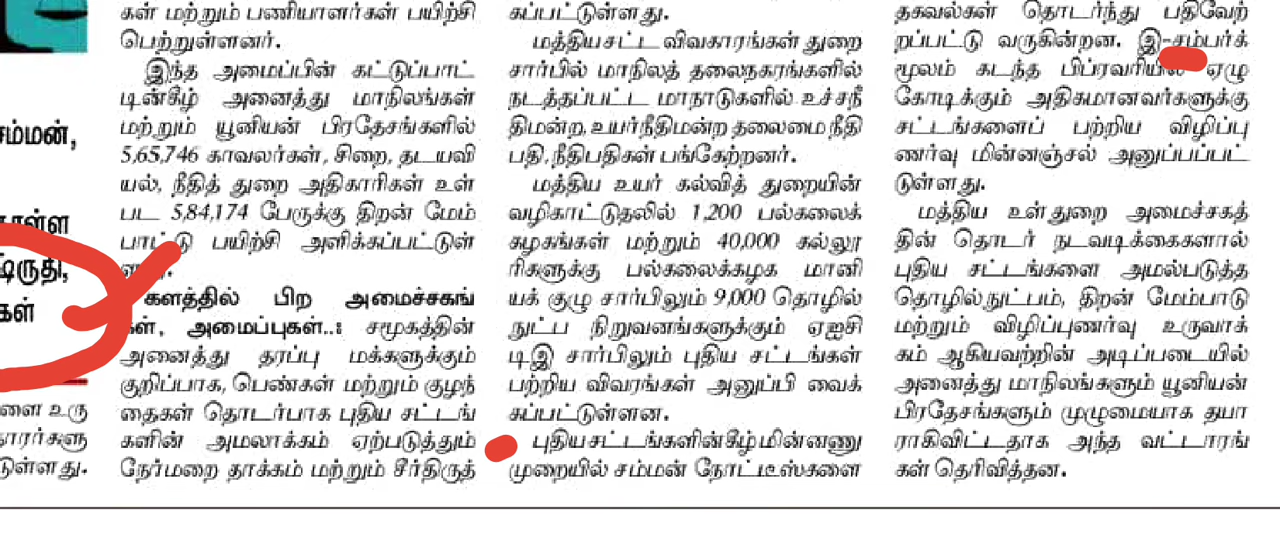 சம்மன்,
ள்ள
ருதி,
கள்
ளை உரு
ாரர்களு
டுள்ளது.
கள் மற்றும் பணியாளர்கள் பயிற்சி
பெற்றுள்ளனர்.
இந்த அமைப்பின் கட்டுப்பாட்
டின்கீழ் அனைத்து மாநிலங்கள்
மற்றும் யூனியன் பிரதேசங்களில்
5,65,746 காவலர்கள், சிறை, தடயவி
யல், நீதித் துறை அதிகாரிகள் உள்
பட 5,84,174 பேருக்கு திறன் மேம்
பாட்டு பயிற்சி அளிக்கப்பட்டுள்
களத்தில் பிற அமைச்சகங்
கள், அமைப்புகள்..: சமூகத்தின்
அனைத்து தரப்பு மக்களுக்கும்
குறிப்பாக, பெண்கள் மற்றும் குழந்
தைகள் தொடர்பாக புதிய சட்டங்
களின் அமலாக்கம் ஏற்படுத்தும்
நேர்மறை தாக்கம் மற்றும் சீர்திருத்
கப்பட்டுள்ளது.
மத்திய சட்ட விவகாரங்கள் துறை
சார்பில் மாநிலத் தலைநகரங்களில்
நடத்தப்பட்ட மாநாடுகளில் உச்சநீ
திமன்ற, உயர்நீதிமன்ற தலைமை நீதி
பதி, நீதிபதிகள் பங்கேற்றனர்.
மத்திய உயர் கல்வித் துறையின்
வழிகாட்டுதலில் 1,200 பல்கலைக்
கழகங்கள் மற்றும் 40,000 கல்லூ
ரிகளுக்கு பல்கலைக்கழக மானி
யக் குழு சார்பிலும் 9,000 தொழில்
நுட்ப நிறுவனங்களுக்கும் ஏஐசி
டிஇ சார்பிலும் புதிய சட்டங்கள்
பற்றிய விவரங்கள் அனுப்பி வைக்
கப்பட்டுள்ளன.
புதிய சட்டங்களின்கீழ் மின்னணு
முறையில் சம்மன் நோட்டீஸ்களை
தகவல்கள் தொடர்ந்து பதிவேற்
றப்பட்டு வருகின்றன. இ-சம்பர்க்
மூலம் கடந்த பிப்ரவரியில் ஏழு
கோடிக்கும் அதிகமானவர்களுக்கு
சட்டங்களைப் பற்றிய விழிப்பு
ணர்வு மின்னஞ்சல் அனுப்பப்பட்
டுள்ளது.
மத்திய உள்துறை அமைச்சகத்
தின் தொடர் நடவடிக்கைகளால்
புதிய சட்டங்களை அமல்படுத்த
தொழில்நுட்பம், திறன் மேம்பாடு
மற்றும் விழிப்புணர்வு உருவாக்
கம் ஆகியவற்றின் அடிப்படையில்
அனைத்து மாநிலங்களும் யூனியன்
பிரதேசங்களும் முழுமையாக தயா
ராகிவிட்டதாக அந்த வட்டாரங்
கள் தெரிவித்தன.